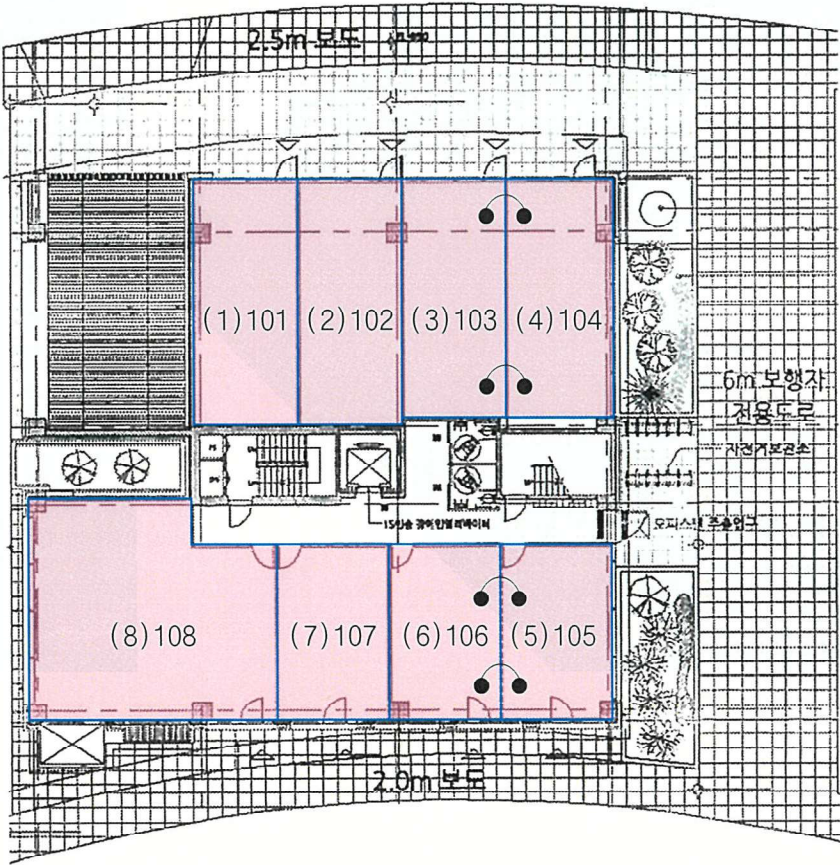 2.5m 보도
(1)101
(2)102
(3)103
(4)104
6m 보행자
전용도로
자전거보관소
15인승 장애인엘리베이터
오피스텔 주출입구
(8)108
(7)107
(6)106
(5)105
2.0m 보도